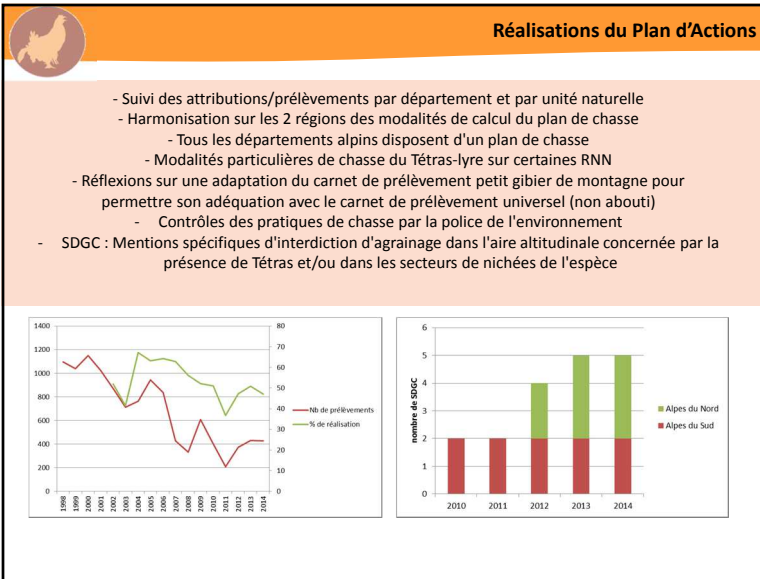 Réalisations du Plan d’Actions
- Suivi des attributions/prélèvements par département et par unité naturelle
- Harmonisation sur les 2 régions des modalités de calcul du plan de chasse
- Tous les départements alpins disposent d'un plan de chasse
- Modalités particulières de chasse du Tétras-lyre sur certaines RNN
- Réflexions sur une adaptation du carnet de prélèvement petit gibier de montagne pour
permettre son adéquation avec le carnet de prélèvement universel (non abouti)
- Contrôles des pratiques de chasse par la police de l'environnement
- SDGC : Mentions spécifiques d'interdiction d'agrainage dans l'aire altitudinale concernée par la
présence de Tétras et/ou dans les secteurs de nichées de l'espèce
1400
1200
1000
800
600
400
200
0
80
70
60
50
40
30
20
10
0
1998
1999
2000
2001
2002
2003
2004
2005
2006
2007
2008
2009
2010
2011
2012
2013
2014
Nb de prélèvements
% de réalisation
nombre de SDGC
6
5
4
3
2
1
0
2010 2011 2012 2013 2014
Alpes du Nord
Alpes du Sud